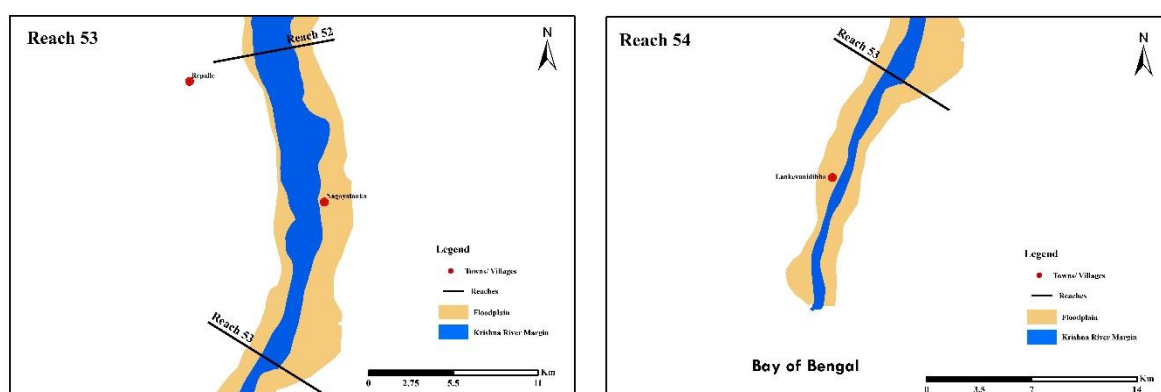 Reach 53
Reach 52
N
Repalle
Nagayalanka
Legend
Towns/ Villages
Reaches
Floodplain
Krishna River Margin
Reach 53
Km
0 2.75 5.5 11
Reach 54
Reach 53
N
Lankevanidibba
Legend
Towns/ Villages
Reaches
Floodplain
Krishna River Margin
Bay of Bengal
Km
0 3.5 7 14